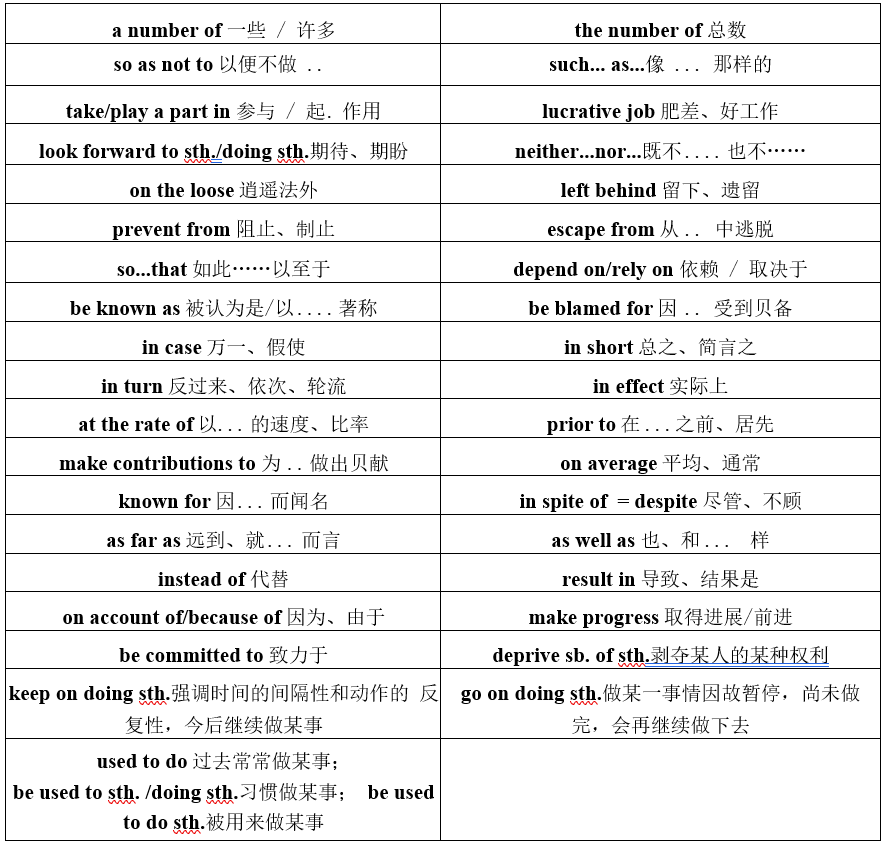 a number of 一些 / 许多
the number of 总数
so as not to 以便不做 ..
such... as...像 ... 那样的
take/play a part in 参与 / 起. 作用
lucrative job 肥差、好工作
look forward to sth./doing sth.期待、期盼
neither...nor...既不.... 也不……
on the loose 逍遥法外
left behind 留下、遗留
prevent from 阻止、制止
escape from 从.. 中逃脱
so...that 如此……以至于
depend on/rely on 依赖 / 取决于
be known as 被认为是/以....著称
be blamed for 因 .. 受到贝备
in case 万一、假使
in short 总之、简言之
in turn 反过来、依次、轮流
in effect 实际上
at the rate of 以... 的速度、比率
prior to 在...之前、居先
make contributions to 为..做出贝献
on average 平均、通常
known for 因... 而闻名
in spite of = despite 尽管、不顾
as far as 远到、就... 而言
as well as 也、和... 样
instead of 代替
result in 导致、结果是
on account of/because of 因为、由于
make progress 取得进展/前进
be committed to 致力于
deprive sb. of sth.剥夺某人的某种权利
keep on doing sth.强调时间的间隔性和动作的 反
复性，今后继续做某事
go on doing sth.做某一事情因故暂停，尚未做
完，会再继续做下去
used to do 过去常常做某事；
be used to sth. /doing sth.习惯做某事； be used
to do sth.被用来做某事